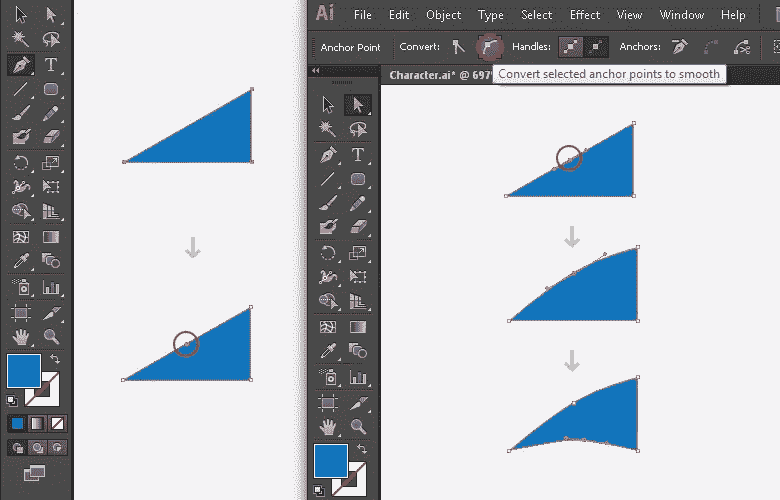 Ai File Edit Object Type Select Effect View Window Help
Anchor Point Convert: Handles: Anchors:
Character.ai* @ 697
Convert selected anchor points to smooth